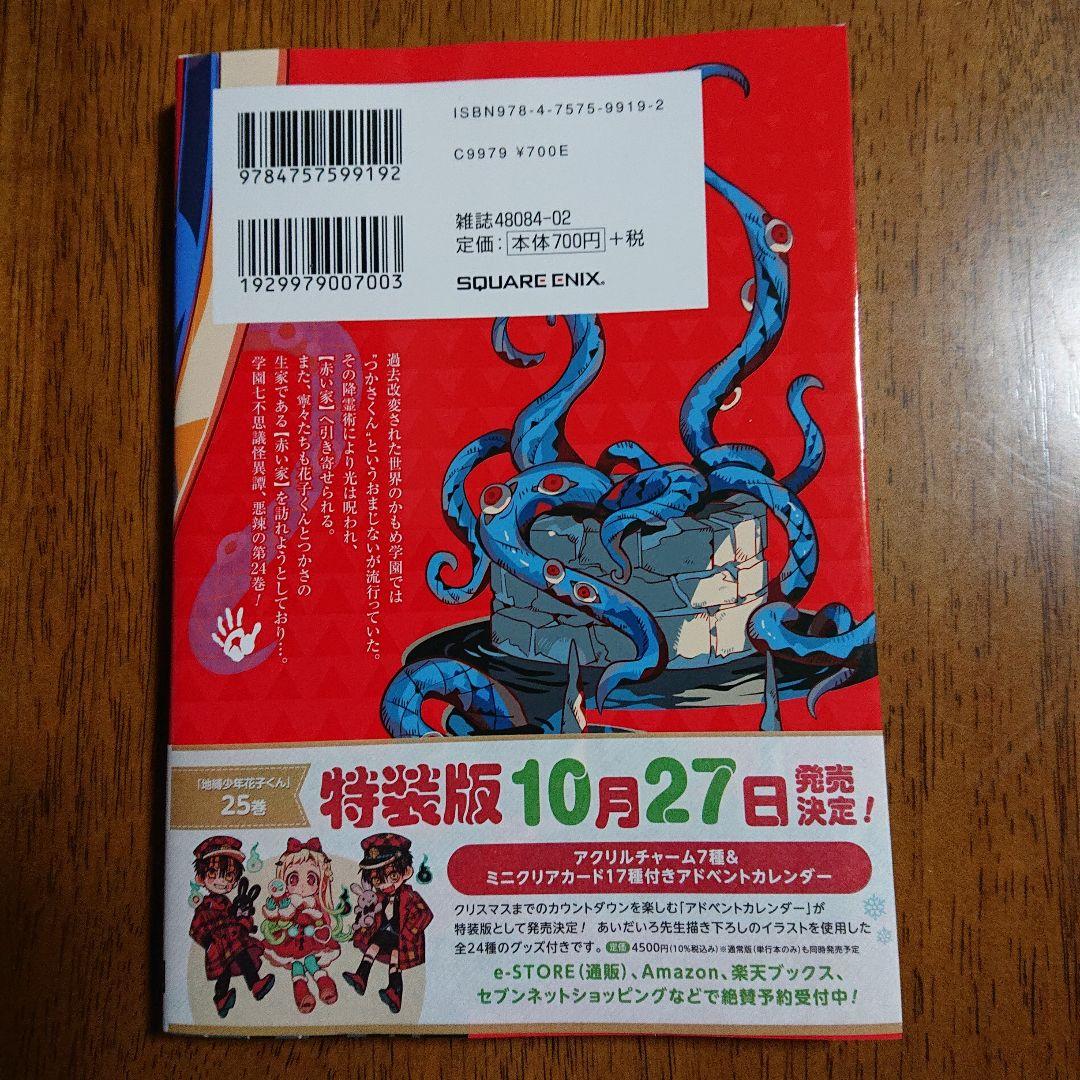 ISBN978-4-7575-9919-2
C9979 ¥700E
9784757599192
雑誌48084-02
定価：本体700円+税
1929979007003
SQUARE ENIX®
過去改変された世界のかもめ学園では
“つかさくん”というおまじないが流行っていた。
その降霊術により光は呪われ、
【赤い家】へ引き寄せられる。
また、寧々たちも花子くんとつかさの
生家である【赤い家】を訪れようとしており…。
学園七不思議怪異譚、悪辣の第24巻！
「地縛少年花子くん」
25巻
特装版10月27日発売決定！
アクリルチャーム7種&
ミニクリアカード17種付きアドベントカレンダー
クリスマスまでのカウントダウンを楽しむ「アドベントカレンダー」が
特装版として発売決定！ あいだいろ先生描き下ろしのイラストを使用した
全24種のグッズ付きです。定価 4500円(10%税込み)※通常版(単行本のみ)も同時発売予定
e-STORE(通販)、Amazon、楽天ブックス、
セブンネットショッピングなどで絶賛予約受付中！